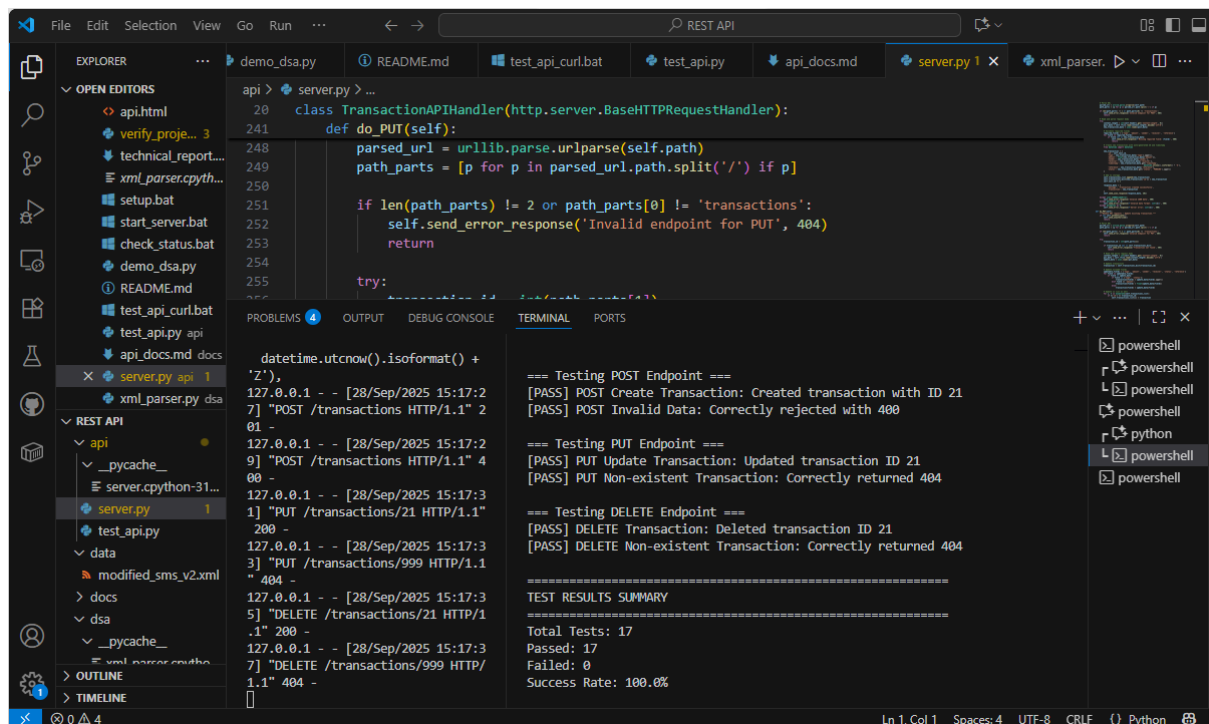 File Edit Selection View Go Run ··· ← → REST API
EXPLORER ···
OPEN EDITORS
api.html
verify_proje... 3
technical_report....
xml_parser.cpyth...
setup.bat
start_server.bat
check_status.bat
demo_dsa.py
README.md
test_api_curl.bat
test_api.py api
api_docs.md docs
server.py api 1
xml_parser.py dsa
REST API
api
__pycache__
server.cpython-31...
server.py 1
test_api.py
data
modified_sms_v2.xml
docs
dsa
__pycache__
OUTLINE
TIMELINE
demo_dsa.py README.md test_api_curl.bat test_api.py api_docs.md server.py 1 xml_parser.
api > server.py > ...
20 class TransactionAPIHandler(http.server.BaseHTTPRequestHandler):
241 def do_PUT(self):
248 parsed_url = urllib.parse.urlparse(self.path)
249 path_parts = [p for p in parsed_url.path.split('/') if p]
250
251 if len(path_parts) != 2 or path_parts[0] != 'transactions':
252 self.send_error_response('Invalid endpoint for PUT', 404)
253 return
254
255 try:
PROBLEMS 4 OUTPUT DEBUG CONSOLE TERMINAL PORTS
datetime.utcnow().isoformat() +
'Z'),
127.0.0.1 - - [28/Sep/2025 15:17:2
7] "POST /transactions HTTP/1.1" 2
01 -
127.0.0.1 - - [28/Sep/2025 15:17:2
9] "POST /transactions HTTP/1.1" 4
00 -
127.0.0.1 - - [28/Sep/2025 15:17:3
1] "PUT /transactions/21 HTTP/1.1"
200 -
127.0.0.1 - - [28/Sep/2025 15:17:3
3] "PUT /transactions/999 HTTP/1.1
" 404 -
127.0.0.1 - - [28/Sep/2025 15:17:3
5] "DELETE /transactions/21 HTTP/1
.1" 200 -
127.0.0.1 - - [28/Sep/2025 15:17:3
7] "DELETE /transactions/999 HTTP/
1.1" 404 -
=== Testing POST Endpoint ===
[PASS] POST Create Transaction: Created transaction with ID 21
[PASS] POST Invalid Data: Correctly rejected with 400
=== Testing PUT Endpoint ===
[PASS] PUT Update Transaction: Updated transaction ID 21
[PASS] PUT Non-existent Transaction: Correctly returned 404
=== Testing DELETE Endpoint ===
[PASS] DELETE Transaction: Deleted transaction ID 21
[PASS] DELETE Non-existent Transaction: Correctly returned 404
============================================================
TEST RESULTS SUMMARY
============================================================
Total Tests: 17
Passed: 17
Failed: 0
Success Rate: 100.0%
powershell
powershell
powershell
powershell
python
powershell
powershell
1
0 4 Ln 1, Col 1 Spaces: 4 UTF-8 CRLF {} Python